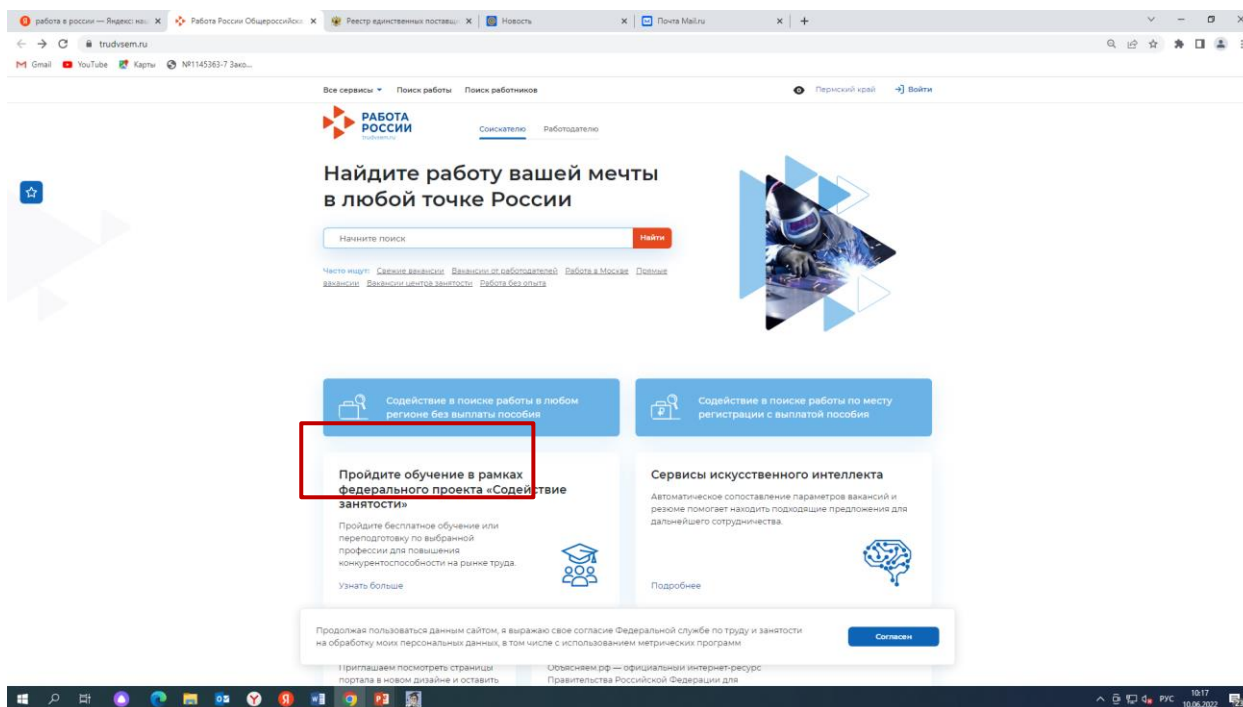 работа в россии — Яндекс: наш
Работа России Общероссийска
Реестр единственных поставщи
Новость
Почта Mail.ru
trudvsem.ru
Gmail YouTube Карты №1145363-7 Зако...
Все сервисы Поиск работы Поиск работников
Пермский край Войти
РАБОТА
РОССИИ
trudvsem.ru
Соискателю Работодателю
Найдите работу вашей мечты
в любой точке России
Начните поиск
Найти
Часто ищут: Свежие вакансии Вакансии от работодателей Работа в Москве Прямые
вакансии Вакансии центров занятости Работа без опыта
Содействие в поиске работы в любом
регионе без выплаты пособия
Содействие в поиске работы по месту
регистрации с выплатой пособия
Пройдите обучение в рамках
федерального проекта «Содействие
занятости»
Пройдите бесплатное обучение или
переподготовку по выбранной
профессии для повышения
конкурентоспособности на рынке труда.
Узнать больше
Сервисы искусственного интеллекта
Автоматическое сопоставление параметров вакансий и
резюме помогает находить подходящие предложения для
дальнейшего сотрудничества.
Подробнее
Продолжая пользоваться данным сайтом, я выражаю свое согласие Федеральной службе по труду и занятости
на обработку моих персональных данных, в том числе с использованием метрических программ
Согласен
Приглашаем посмотреть страницы
портала в новом дизайне и оставить
Объясняем.рф — официальный интернет-ресурс
Правительства Российской Федерации для
РУС
10:17
10.06.2022